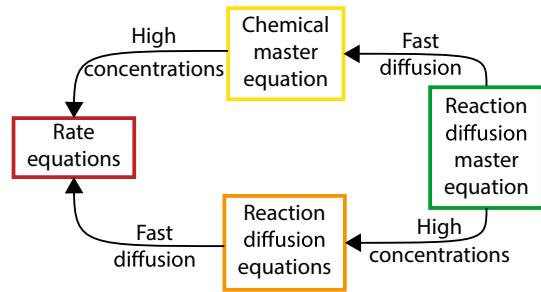 Chemical
master
equation
High
concentrations
Fast
diffusion
Rate
equations
Reaction
diffusion
master
equation
Reaction
diffusion
equations
Fast
diffusion
High
concentrations